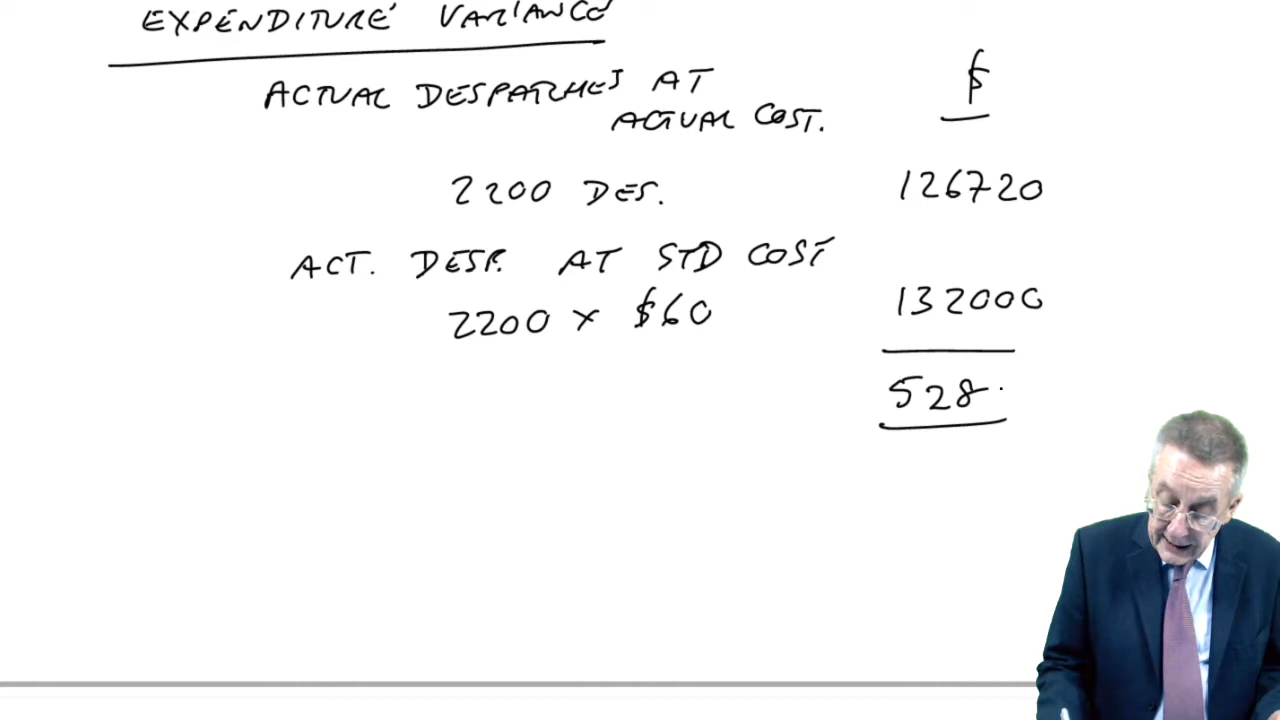 EXPENDITURE VARIANCE
ACTUAL DESPATCHES AT $
ACTUAL COST.
2200 DES. 126720
ACT. DESP. AT STD COST
2200 × $60 132000
528